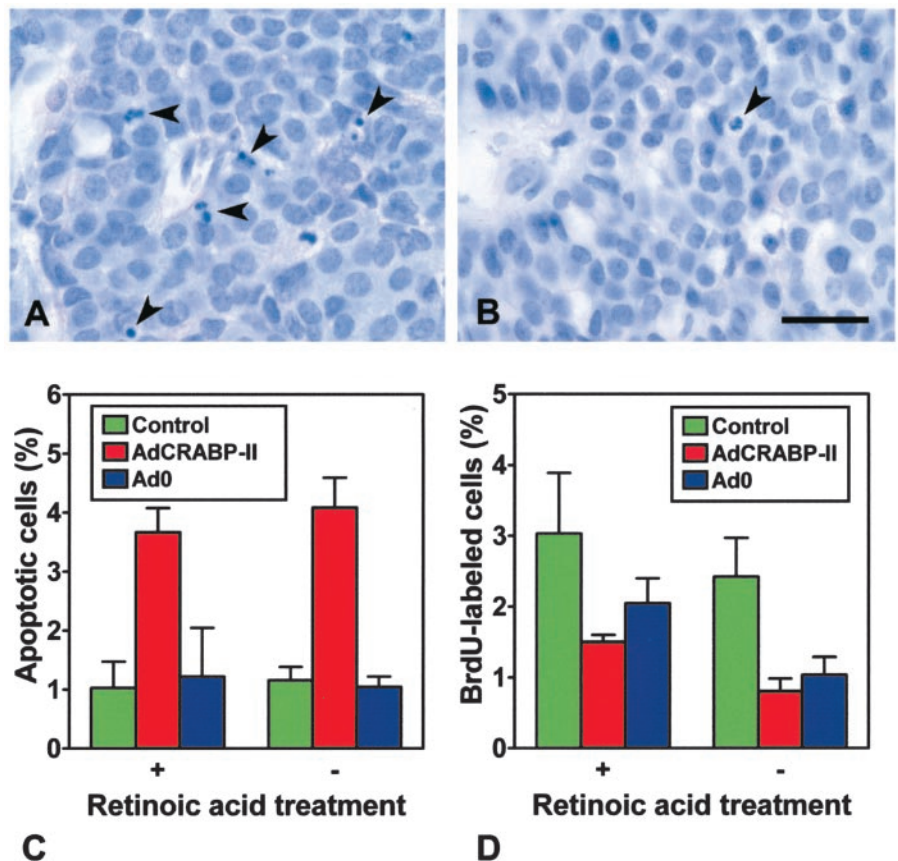 A
B
6
5
4
3
2
1
0
Apoptotic cells (%)
Control
AdCRABP-II
Ad0
+
-
Retinoic acid treatment
C
5
4
3
2
1
0
BrdU-labeled cells (%)
Control
AdCRABP-II
Ad0
+
-
Retinoic acid treatment
D